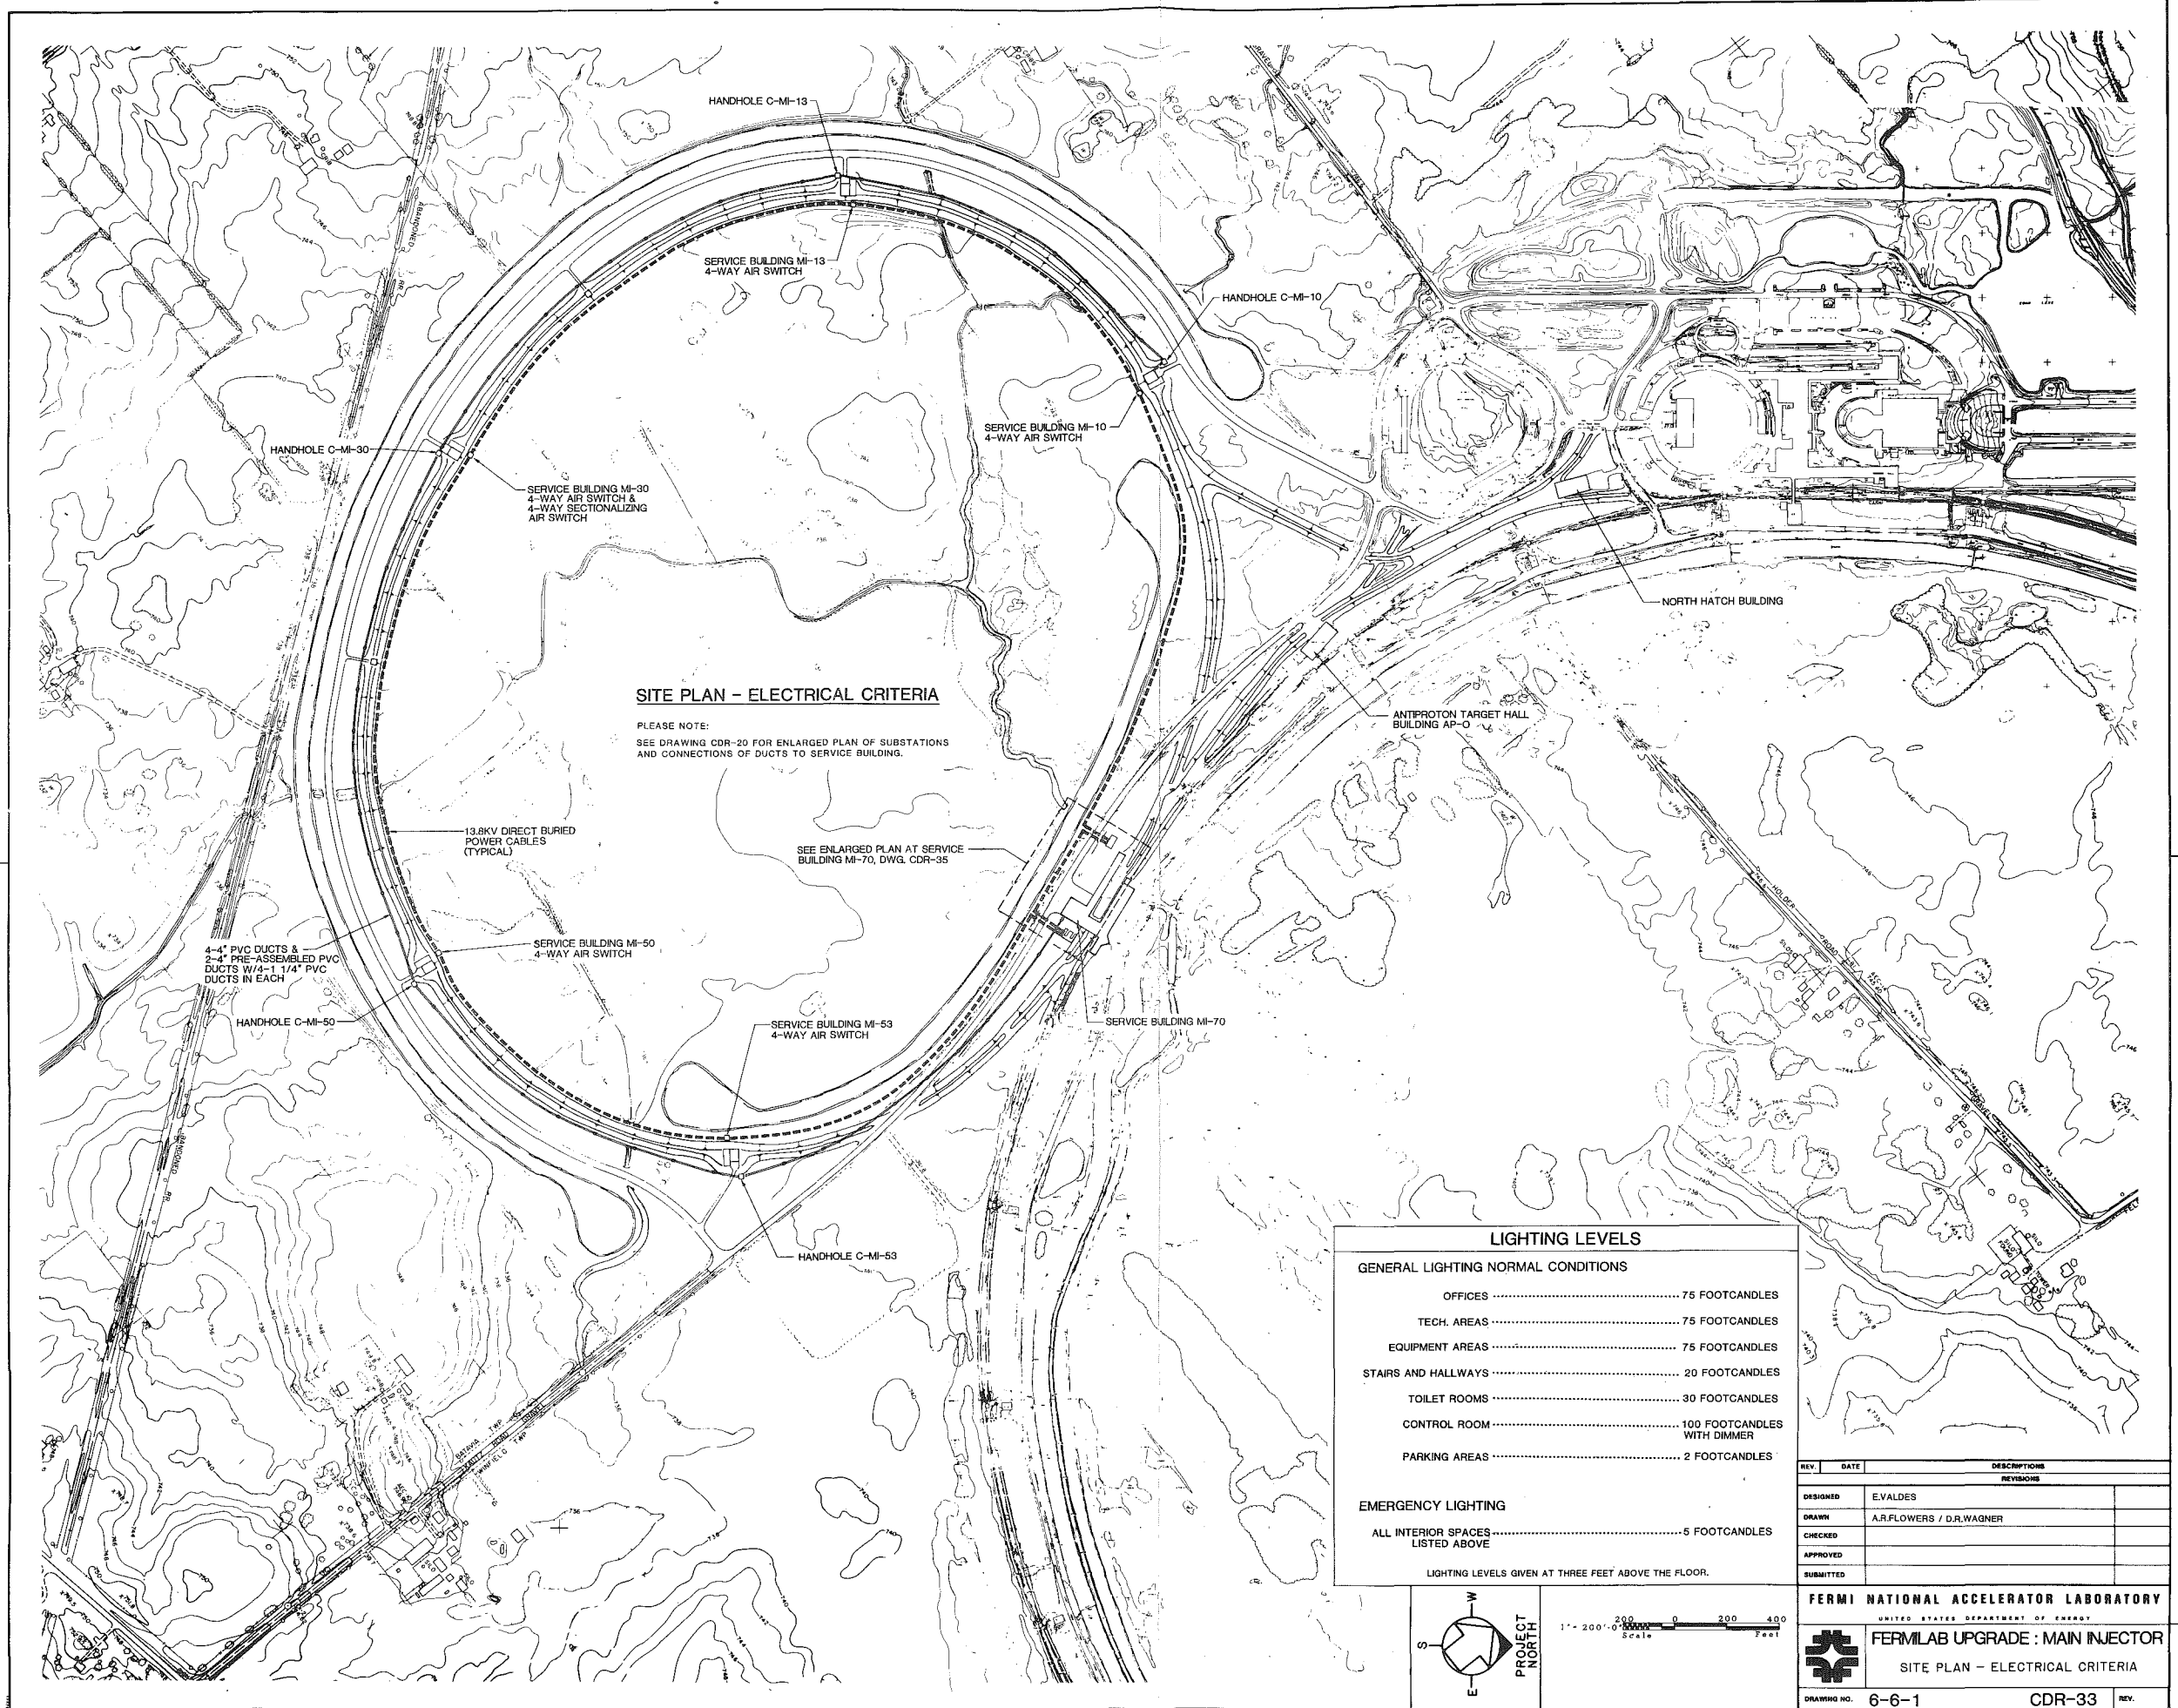 HANDHOLE C-MI-13
SERVICE BUILDING MI-13
4-WAY AIR SWITCH
HANDHOLE C-MI-10
SERVICE BUILDING MI-10
4-WAY AIR SWITCH
HANDHOLE C-MI-30
SERVICE BUILDING MI-30
4-WAY AIR SWITCH &
4-WAY SECTIONALIZING
AIR SWITCH
NORTH HATCH BUILDING
ANTIPROTON TARGET HALL
BUILDING AP-O
SITE PLAN - ELECTRICAL CRITERIA
PLEASE NOTE:
SEE DRAWING CDR-20 FOR ENLARGED PLAN OF SUBSTATIONS
AND CONNECTIONS OF DUCTS TO SERVICE BUILDING.
13.8KV DIRECT BURIED
POWER CABLES
(TYPICAL)
SEE ENLARGED PLAN AT SERVICE
BUILDING MI-70, DWG. CDR-35
4-4" PVC DUCTS &
2-4" PRE-ASSEMBLED PVC
DUCTS W/4-1 1/4" PVC
DUCTS IN EACH
SERVICE BUILDING MI-50
4-WAY AIR SWITCH
HANDHOLE C-MI-50
SERVICE BUILDING MI-53
4-WAY AIR SWITCH
SERVICE BUILDING MI-70
HANDHOLE C-MI-53
ABANDONED RR
ABANDONED RR
HOLDER ROAD
BATAVIA TWP
KAUTZ ROAD
WINFIELD TWP
LIGHTING LEVELS
GENERAL LIGHTING NORMAL CONDITIONS
OFFICES 75 FOOTCANDLES
TECH. AREAS 75 FOOTCANDLES
EQUIPMENT AREAS 75 FOOTCANDLES
STAIRS AND HALLWAYS 20 FOOTCANDLES
TOILET ROOMS 30 FOOTCANDLES
CONTROL ROOM 100 FOOTCANDLES
WITH DIMMER
PARKING AREAS 2 FOOTCANDLES
EMERGENCY LIGHTING
ALL INTERIOR SPACES 5 FOOTCANDLES
LISTED ABOVE
LIGHTING LEVELS GIVEN AT THREE FEET ABOVE THE FLOOR.
W
S
E
PROJECT
NORTH
1"- 200'-0"
200 0 200 400
Scale Feet
REV. DATE DESCRIPTIONS
REVISIONS
DESIGNED E.VALDES
DRAWN A.R.FLOWERS / D.R.WAGNER
CHECKED
APPROVED
SUBMITTED
FERMI NATIONAL ACCELERATOR LABORATORY
UNITED STATES DEPARTMENT OF ENERGY
FERMILAB UPGRADE : MAIN INJECTOR
SITE PLAN - ELECTRICAL CRITERIA
DRAWING NO. 6-6-1 CDR-33 REV.